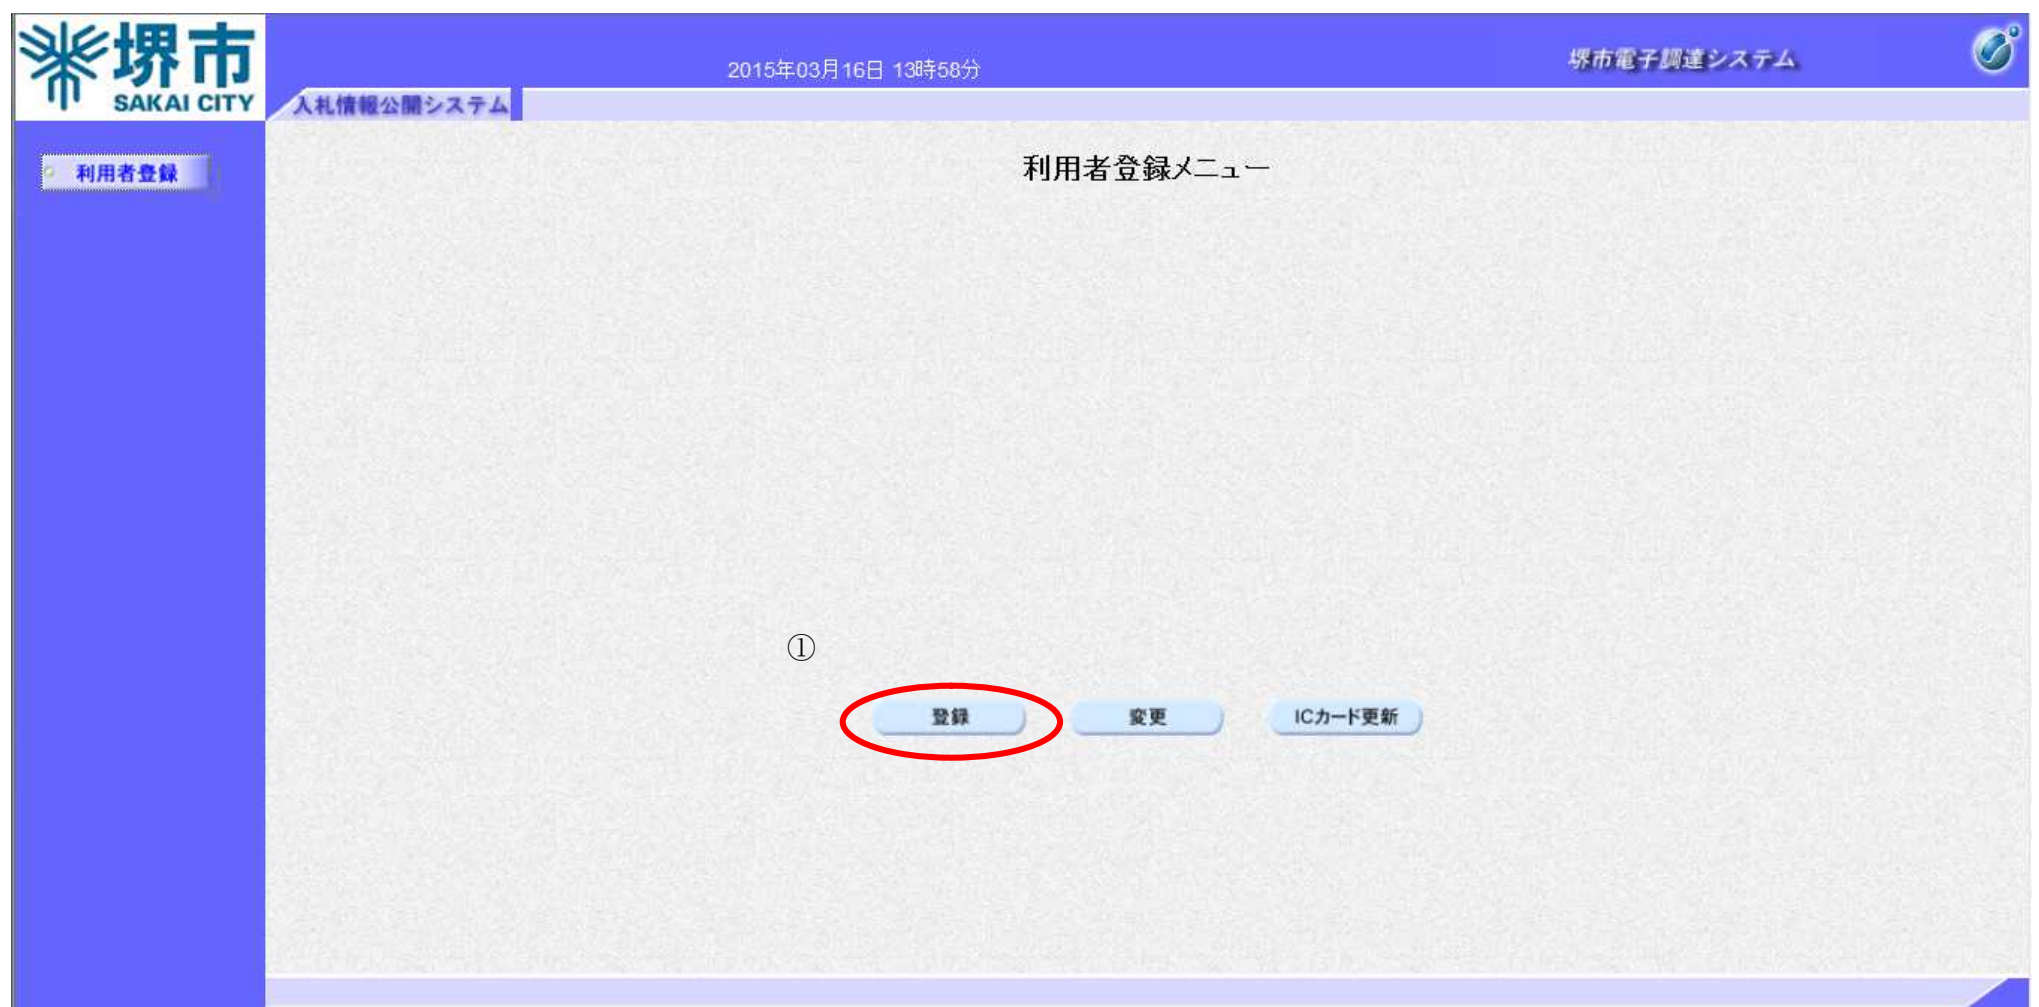 堺市
SAKAI CITY
2015年03月16日 13時58分
堺市電子調達システム
入札情報公開システム
利用者登録
利用者登録メニュー
①
登録
変更
ICカード更新